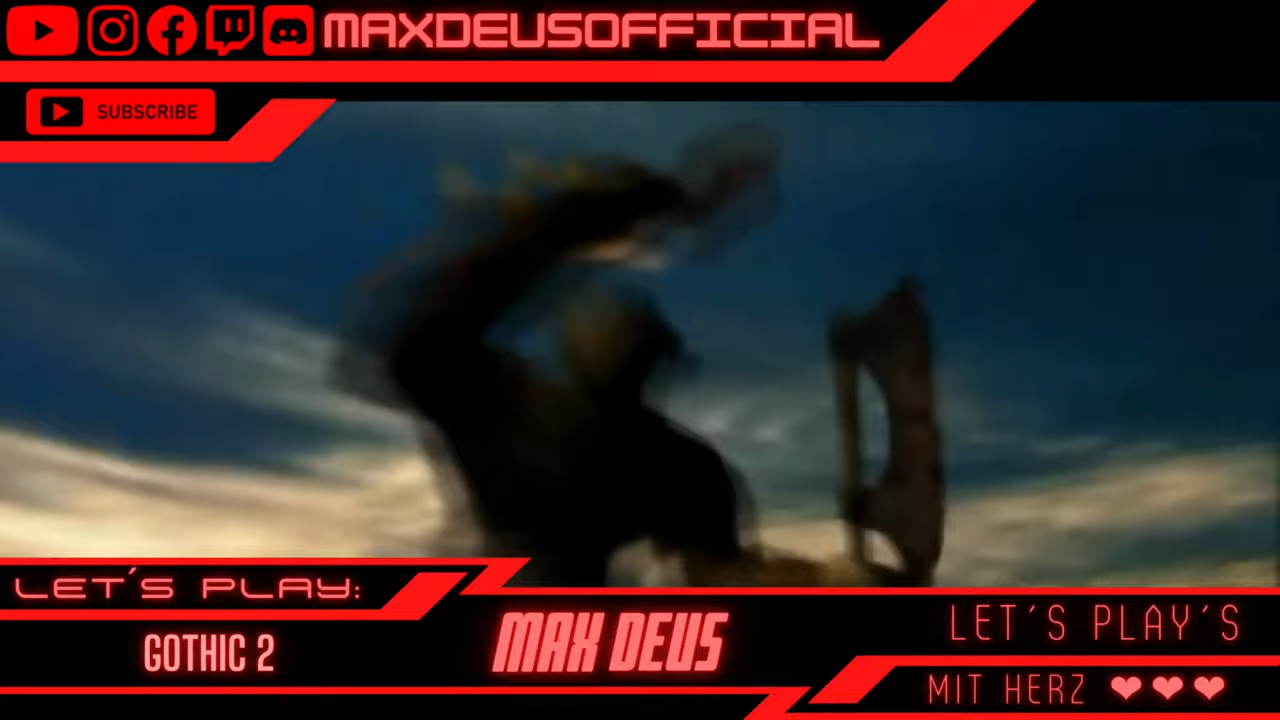 MAXDEUSOFFICIAL
SUBSCRIBE
LET´S PLAY:
GOTHIC 2
MAX DEUS
LET´S PLAY´S
MIT HERZ ❤❤❤